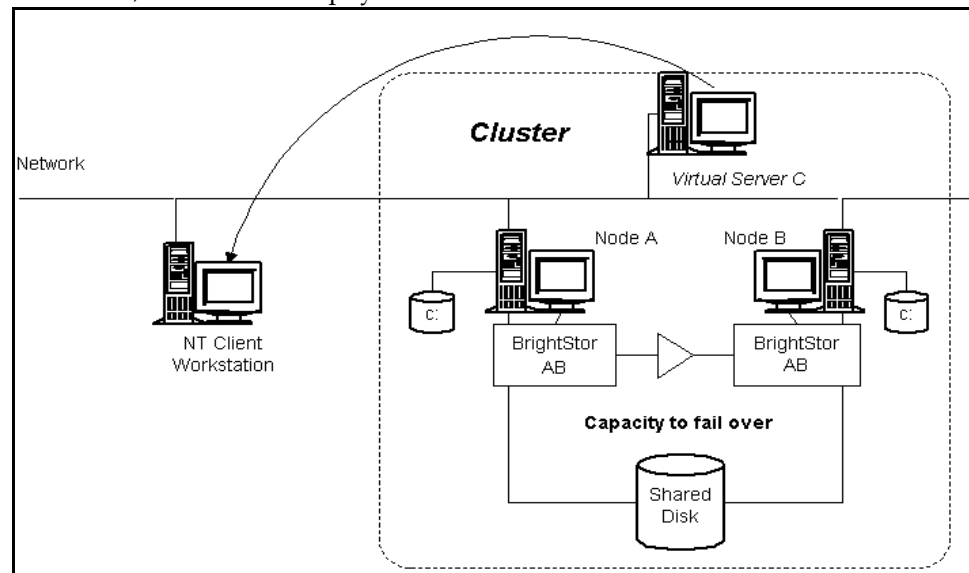 Cluster
Network
Virtual Server C
Node A
Node B
C:
C:
NT Client
Workstation
BrightStor
AB
BrightStor
AB
Capacity to fail over
Shared
Disk